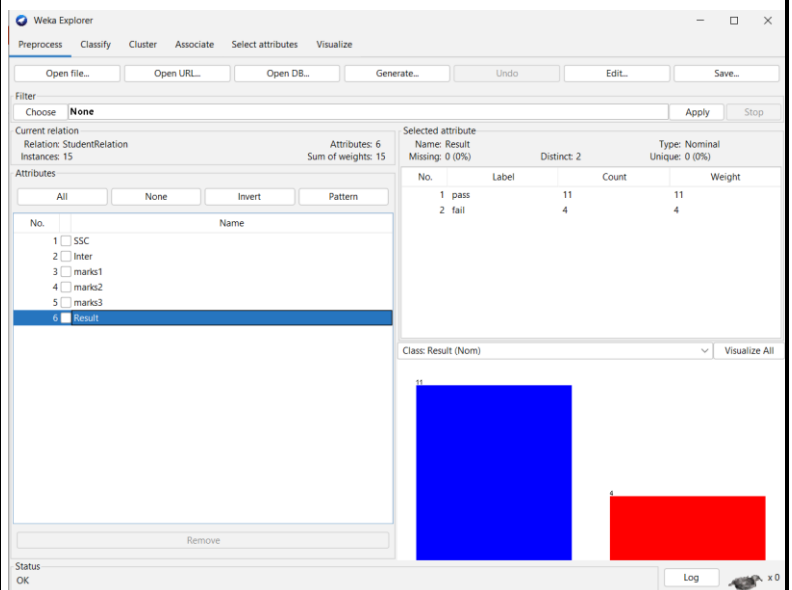 Weka Explorer
Preprocess Classify Cluster Associate Select attributes Visualize
Open file... Open URL... Open DB... Generate... Undo Edit... Save...
Filter
Choose None Apply Stop
Current relation
Relation: StudentRelation Attributes: 6
Instances: 15 Sum of weights: 15
Attributes
All None Invert Pattern
No. Name
1 SSC
2 Inter
3 marks1
4 marks2
5 marks3
6 Result
Remove
Selected attribute
Name: Result Type: Nominal
Missing: 0 (0%) Distinct: 2 Unique: 0 (0%)
No. Label Count Weight
1 pass 11 11
2 fail 4 4
Class: Result (Nom) Visualize All
11
4
Status
OK
Log x 0